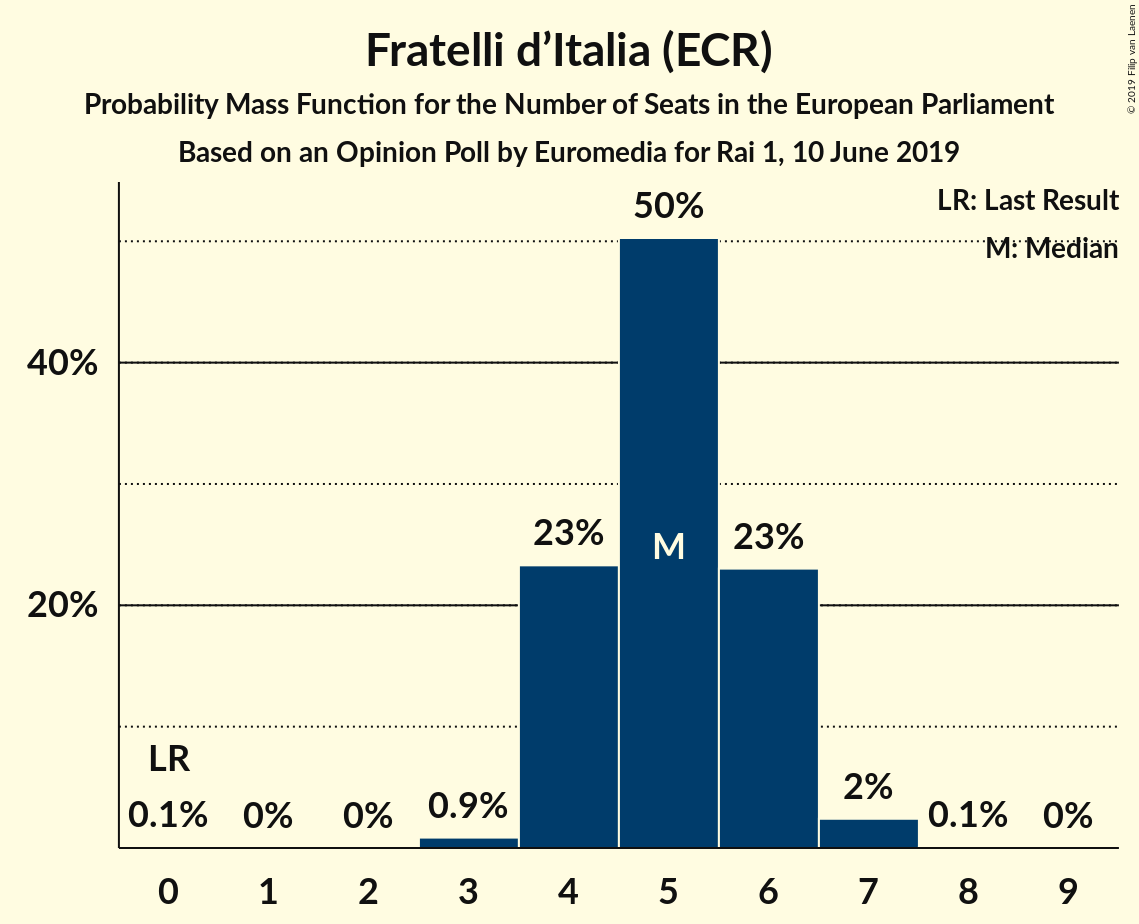 Fratelli d’Italia (ECR)
Probability Mass Function for the Number of Seats in the European Parliament
Based on an Opinion Poll by Euromedia for Rai 1, 10 June 2019
© 2019 Filip van Laenen
LR: Last Result
M: Median
50%
40%
23%
M
23%
20%
LR
0.1%
0%
0%
0.9%
2%
0.1%
0%
0 1 2 3 4 5 6 7 8 9